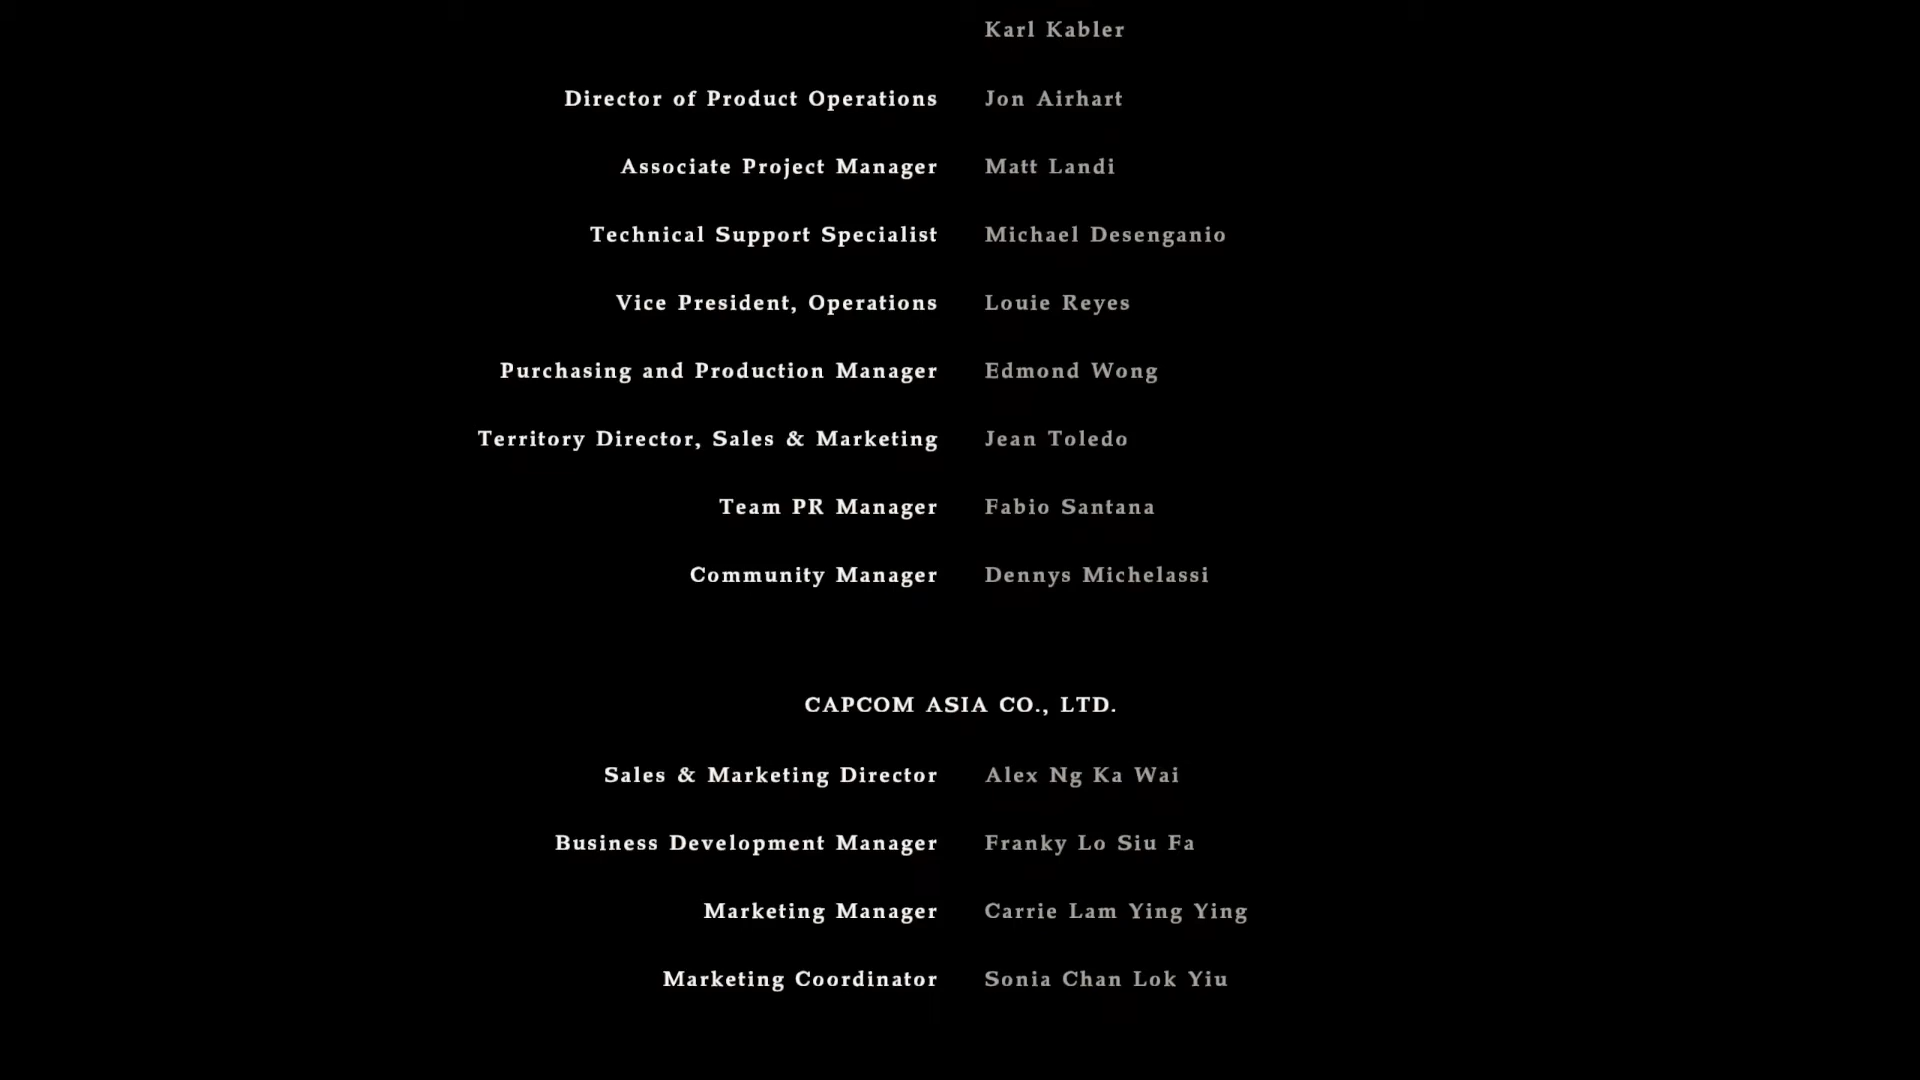 Karl Kabler
Director of Product Operations Jon Airhart
Associate Project Manager Matt Landi
Technical Support Specialist Michael Desenganio
Vice President, Operations Louie Reyes
Purchasing and Production Manager Edmond Wong
Territory Director, Sales & Marketing Jean Toledo
Team PR Manager Fabio Santana
Community Manager Dennys Michelassi
CAPCOM ASIA CO., LTD.
Sales & Marketing Director Alex Ng Ka Wai
Business Development Manager Franky Lo Siu Fa
Marketing Manager Carrie Lam Ying Ying
Marketing Coordinator Sonia Chan Lok Yiu